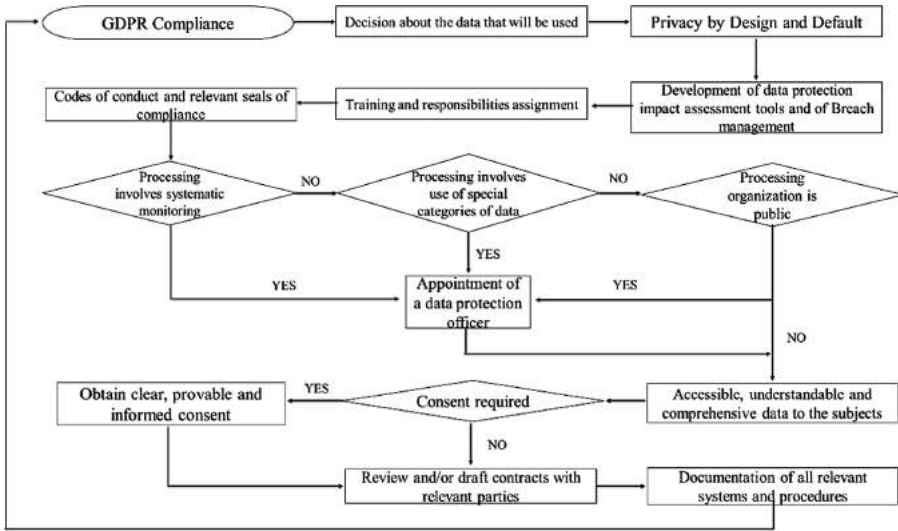 GDPR Compliance
Decision about the data that will be used
Privacy by Design and Default
Codes of conduct and relevant seals of
compliance
Training and responsibilities assignment
Development of data protection
impact assessment tools and of Breach
management
Processing
involves systematic
monitoring
NO
Processing involves
use of special
categories of data
NO
Processing
organization is
public
YES
YES
YES
Appointment of
a data protection
officer
NO
Obtain clear, provable and
informed consent
YES
Consent required
Accessible, understandable and
comprehensive data to the subjects
NO
Review and/or draft contracts with
relevant parties
Documentation of all relevant
systems and procedures